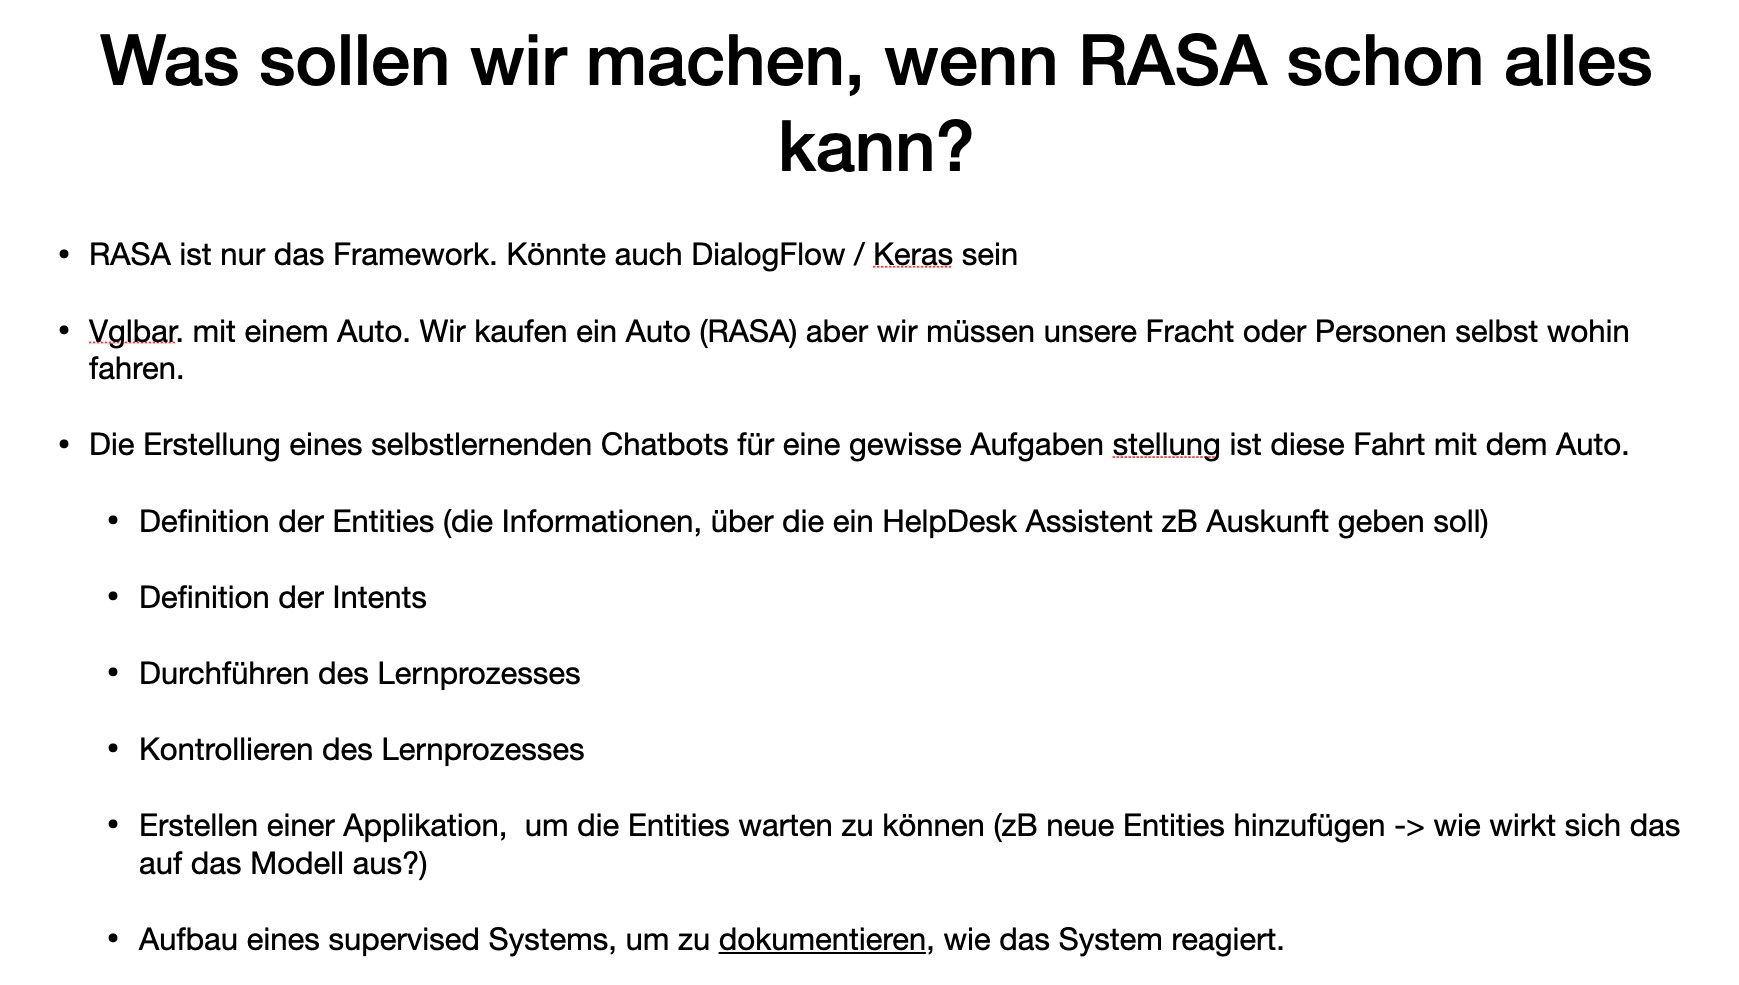 Was sollen wir machen, wenn RASA schon alles
kann?
• RASA ist nur das Framework. Könnte auch DialogFlow / Keras sein
• Vglbar. mit einem Auto. Wir kaufen ein Auto (RASA) aber wir müssen unsere Fracht oder Personen selbst wohin
fahren.
• Die Erstellung eines selbstlernenden Chatbots für eine gewisse Aufgaben stellung ist diese Fahrt mit dem Auto.
• Definition der Entities (die Informationen, über die ein HelpDesk Assistent zB Auskunft geben soll)
• Definition der Intents
• Durchführen des Lernprozesses
• Kontrollieren des Lernprozesses
• Erstellen einer Applikation,  um die Entities warten zu können (zB neue Entities hinzufügen -> wie wirkt sich das
auf das Modell aus?)
• Aufbau eines supervised Systems, um zu dokumentieren, wie das System reagiert.